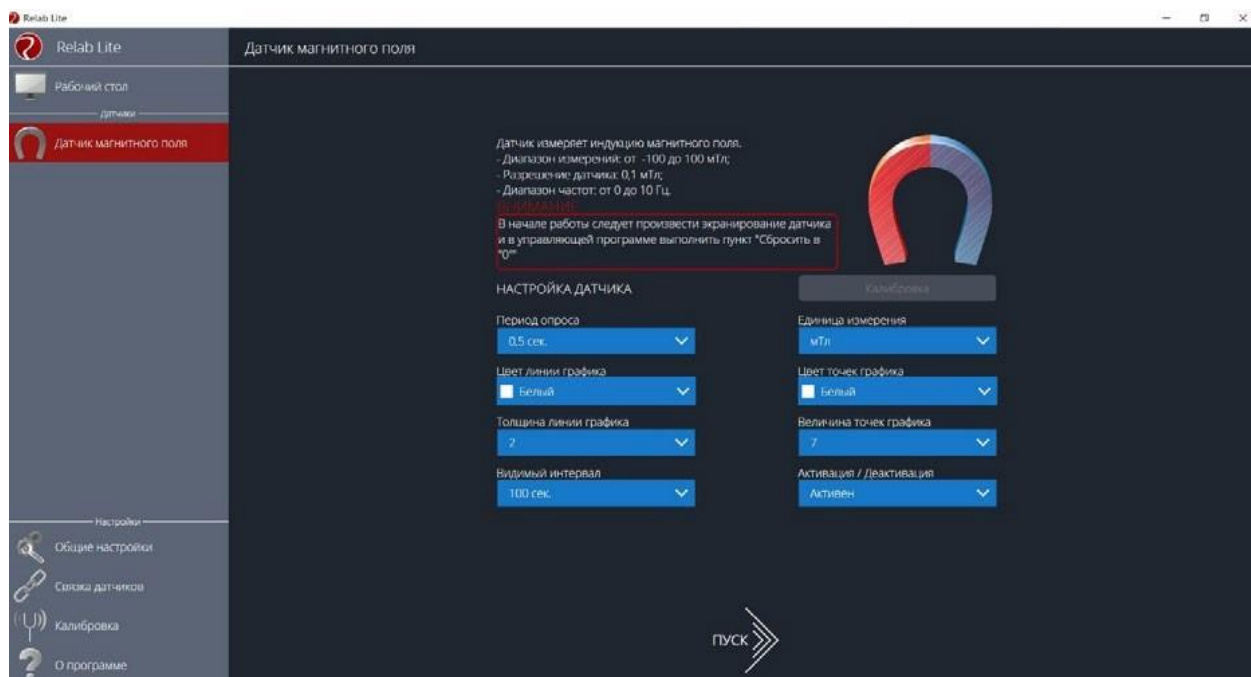 Relab Lite
Relab Lite
Датчик магнитного поля
Рабочий стол
Датчики
Датчик магнитного поля
Датчик измеряет индукцию магнитного поля.
- Диапазон измерений: от -100 до 100 мТл;
- Разрешение датчика: 0,1 мТл;
- Диапазон частот: от 0 до 10 Гц.
ВНИМАНИЕ
В начале работы следует произвести экранирование датчика
и в управляющей программе выполнить пункт "Сбросить в
"0""
НАСТРОЙКА ДАТЧИКА
Калибровка
Период опроса
Единица измерения
0,5 сек.
мТл
Цвет линии графика
Цвет точек графика
Белый
Белый
Толщина линии графика
Величина точек графика
2
7
Видимый интервал
Активация / Деактивация
100 сек.
Активен
Настройки
Общие настройки
Связка датчиков
Калибровка
О программе
ПУСК